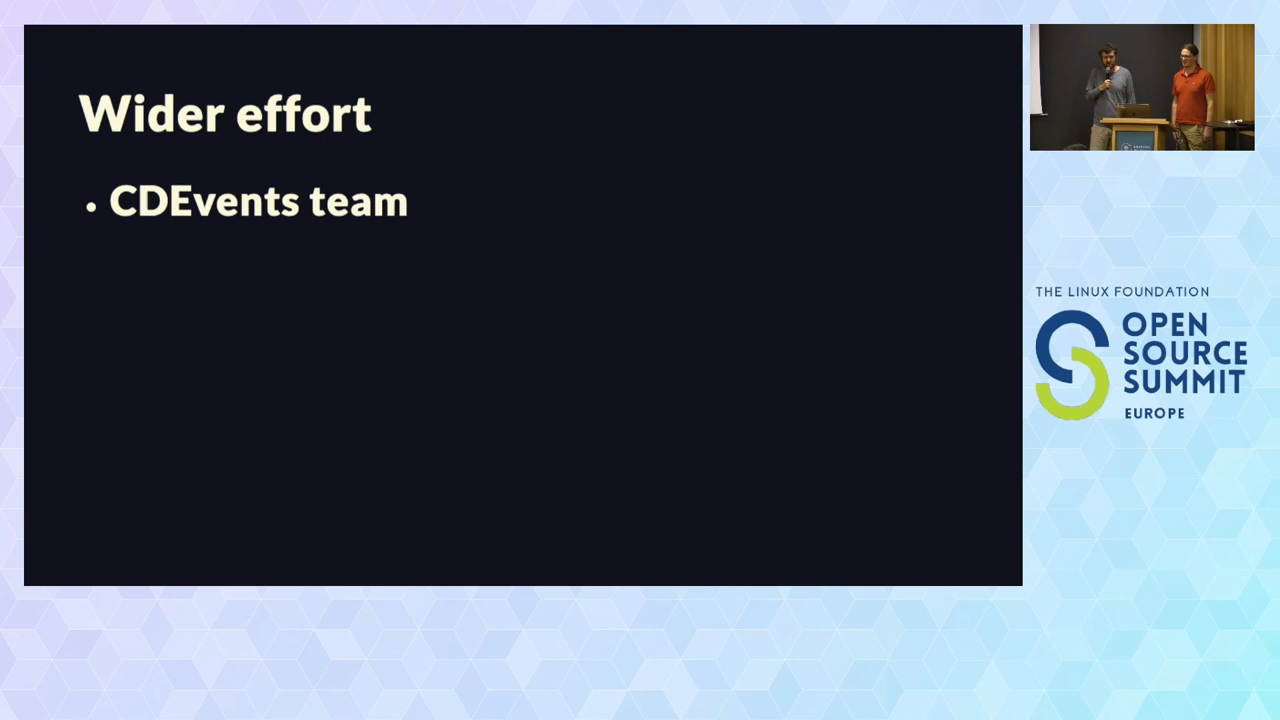 Wider effort
• CDEvents team
THE LINUX FOUNDATION
OPEN
SOURCE
SUMMIT
EUROPE